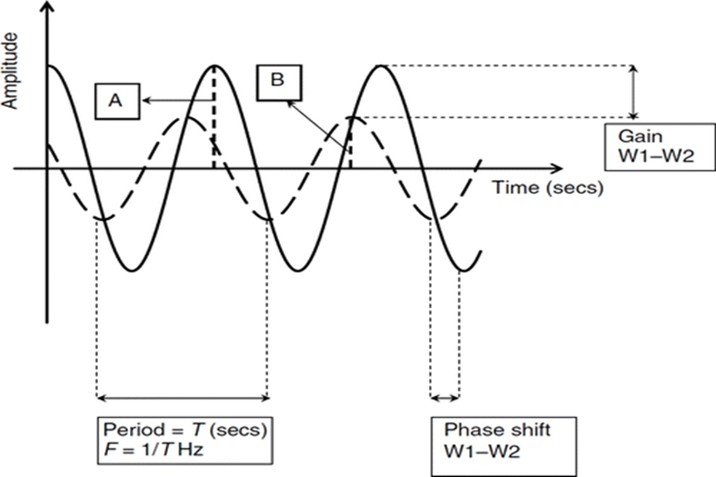 Amplitude
A
B
Gain
W1–W2
Time (secs)
Period = T (secs)
F = 1/T Hz
Phase shift
W1–W2